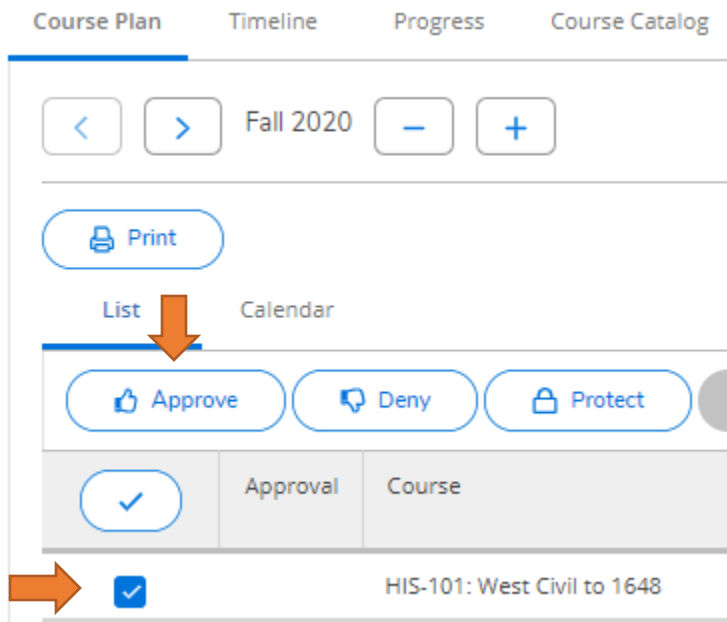 Course Plan Timeline Progress Course Catalog
Fall 2020
Print
List Calendar
Approve Deny Protect
Approval Course
HIS-101: West Civil to 1648